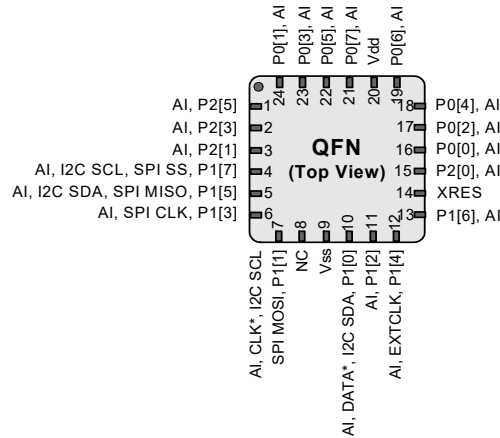 P0[1], AI
P0[3], AI
P0[5], AI
P0[7], AI
Vdd
P0[6], AI
24
23
22
21
20
19
AI, P2[5]
1
AI, P2[3]
2
AI, P2[1]
3
AI, I2C SCL, SPI SS, P1[7]
4
AI, I2C SDA, SPI MISO, P1[5]
5
AI, SPI CLK, P1[3]
6
QFN
(Top View)
18
P0[4], AI
17
P0[2], AI
16
P0[0], AI
15
P2[0], AI
14
XRES
13
P1[6], AI
7
8
9
10
11
12
AI, CLK*, I2C SCL
SPI MOSI, P1[1]
NC
Vss
AI, DATA*, I2C SDA, P1[0]
AI, P1[2]
AI, EXTCLK, P1[4]